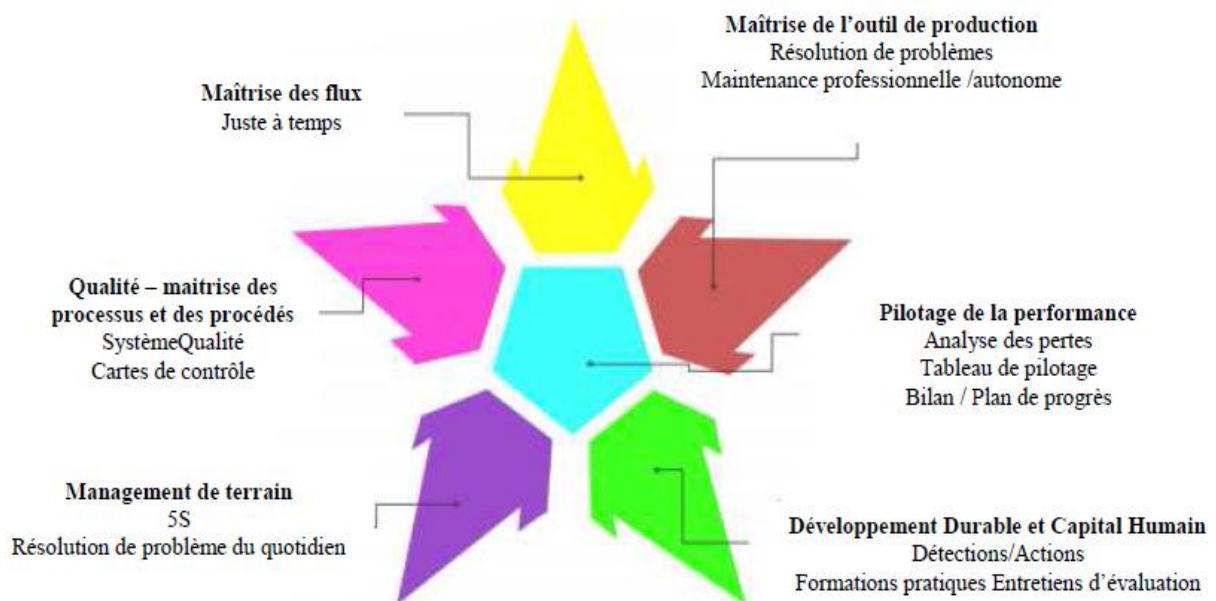 Maîtrise de l’outil de production
Résolution de problèmes
Maintenance professionnelle /autonome
Maîtrise des flux
Juste à temps
Qualité – maitrise des
processus et des procédés
SystèmeQualité
Cartes de contrôle
Pilotage de la performance
Analyse des pertes
Tableau de pilotage
Bilan / Plan de progrès
Management de terrain
5S
Résolution de problème du quotidien
Développement Durable et Capital Humain
Détections/Actions
Formations pratiques Entretiens d’évaluation